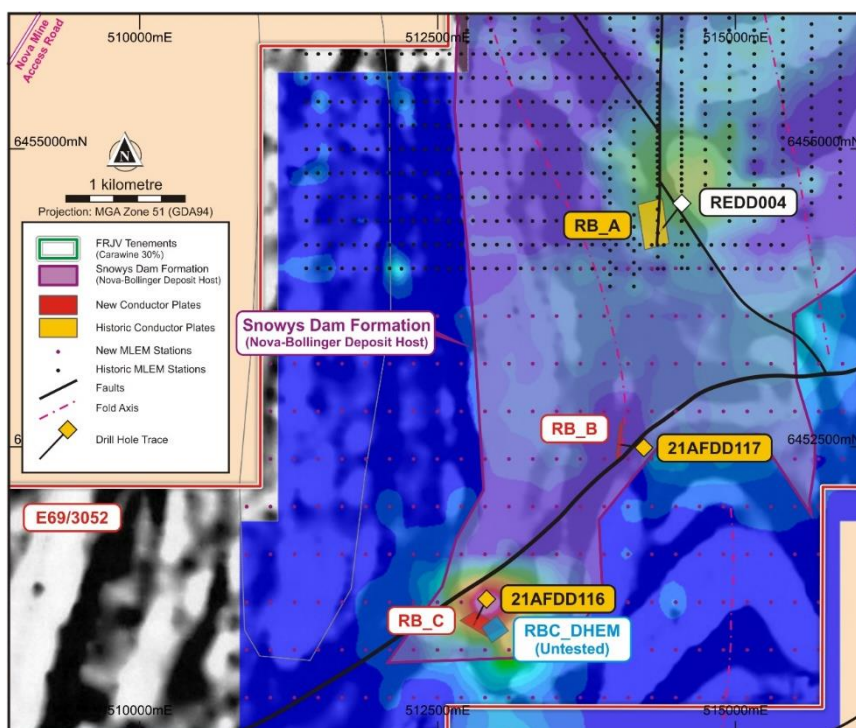 510000mE
512500mE
515000mE
Nova Mine
Access Road
6455000mN
6455000mN
N
1 kilometre
Projection: MGA Zone 51 (GDA94)
REDD004
RB_A
FRJV Tenements
(Carawine 30%)
Snowys Dam Formation
(Nova-Bollinger Deposit Host)
New Conductor Plates
Historic Conductor Plates
New MLEM Stations
Historic MLEM Stations
Faults
Fold Axis
Drill Hole Trace
Snowys Dam Formation
(Nova-Bollinger Deposit Host)
RB_B
21AFDD117
6452500mN
E69/3052
21AFDD116
RB_C
RBC_DHEM
(Untested)
510000mE
512500mE
515000mE